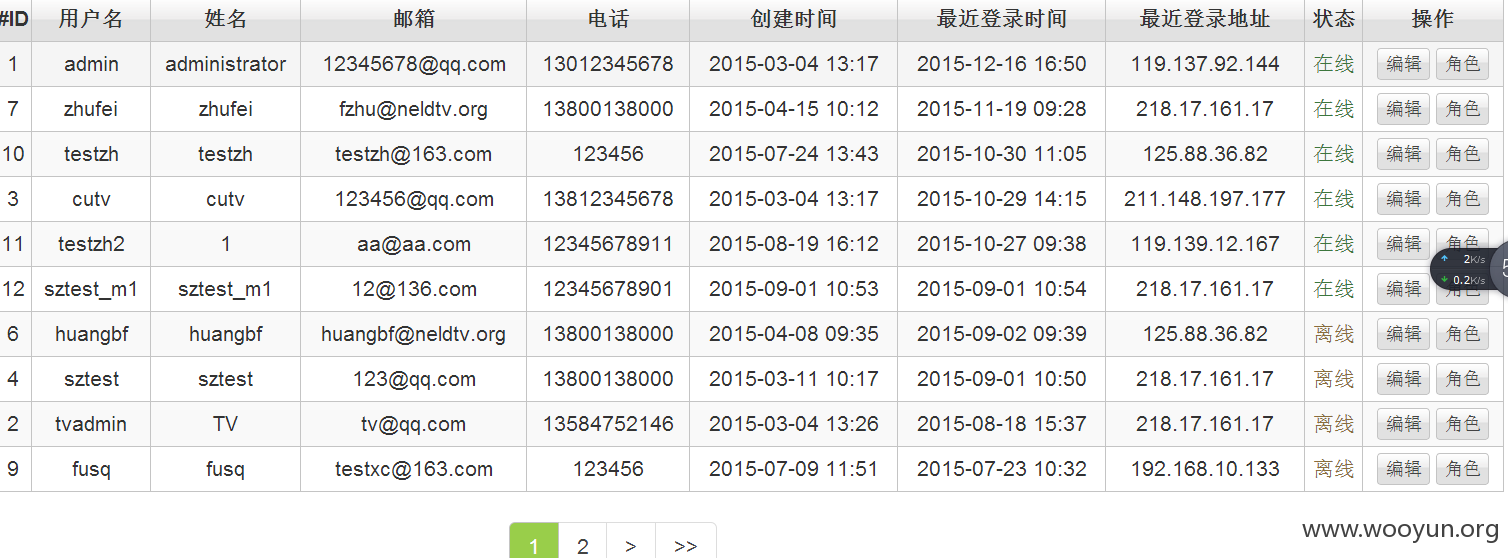 #ID 用户名 姓名 邮箱 电话 创建时间 最近登录时间 最近登录地址 状态 操作
1 admin administrator 12345678@qq.com 13012345678 2015-03-04 13:17 2015-12-16 16:50 119.137.92.144 在线 编辑 角色
7 zhufei zhufei fzhu@neldtv.org 13800138000 2015-04-15 10:12 2015-11-19 09:28 218.17.161.17 在线 编辑 角色
10 testzh testzh testzh@163.com 123456 2015-07-24 13:43 2015-10-30 11:05 125.88.36.82 在线 编辑 角色
3 cutv cutv 123456@qq.com 13812345678 2015-03-04 13:17 2015-10-29 14:15 211.148.197.177 在线 编辑 角色
11 testzh2 1 aa@aa.com 12345678911 2015-08-19 16:12 2015-10-27 09:38 119.139.12.167 在线 编辑 角色
2K/s
0.2K/s
12 sztest_m1 sztest_m1 12@136.com 12345678901 2015-09-01 10:53 2015-09-01 10:54 218.17.161.17 在线 编辑 角色
6 huangbf huangbf huangbf@neldtv.org 13800138000 2015-04-08 09:35 2015-09-02 09:39 125.88.36.82 离线 编辑 角色
4 sztest sztest 123@qq.com 13800138000 2015-03-11 10:17 2015-09-01 10:50 218.17.161.17 离线 编辑 角色
2 tvadmin TV tv@qq.com 13584752146 2015-03-04 13:26 2015-08-18 15:37 218.17.161.17 离线 编辑 角色
9 fusq fusq testxc@163.com 123456 2015-07-09 11:51 2015-07-23 10:32 192.168.10.133 离线 编辑 角色
1 2 > >>
www.wooyun.org